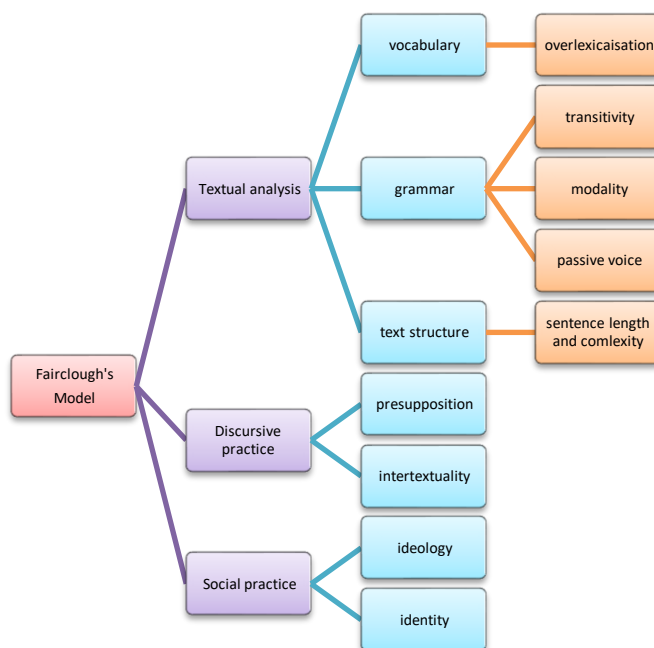 vocabulary
overlexicaisation
transitivity
Textual analysis
grammar
modality
passive voice
text structure
sentence length
and comlexity
Fairclough's
Model
presupposition
Discursive
practice
intertextuality
ideology
Social practice
identity